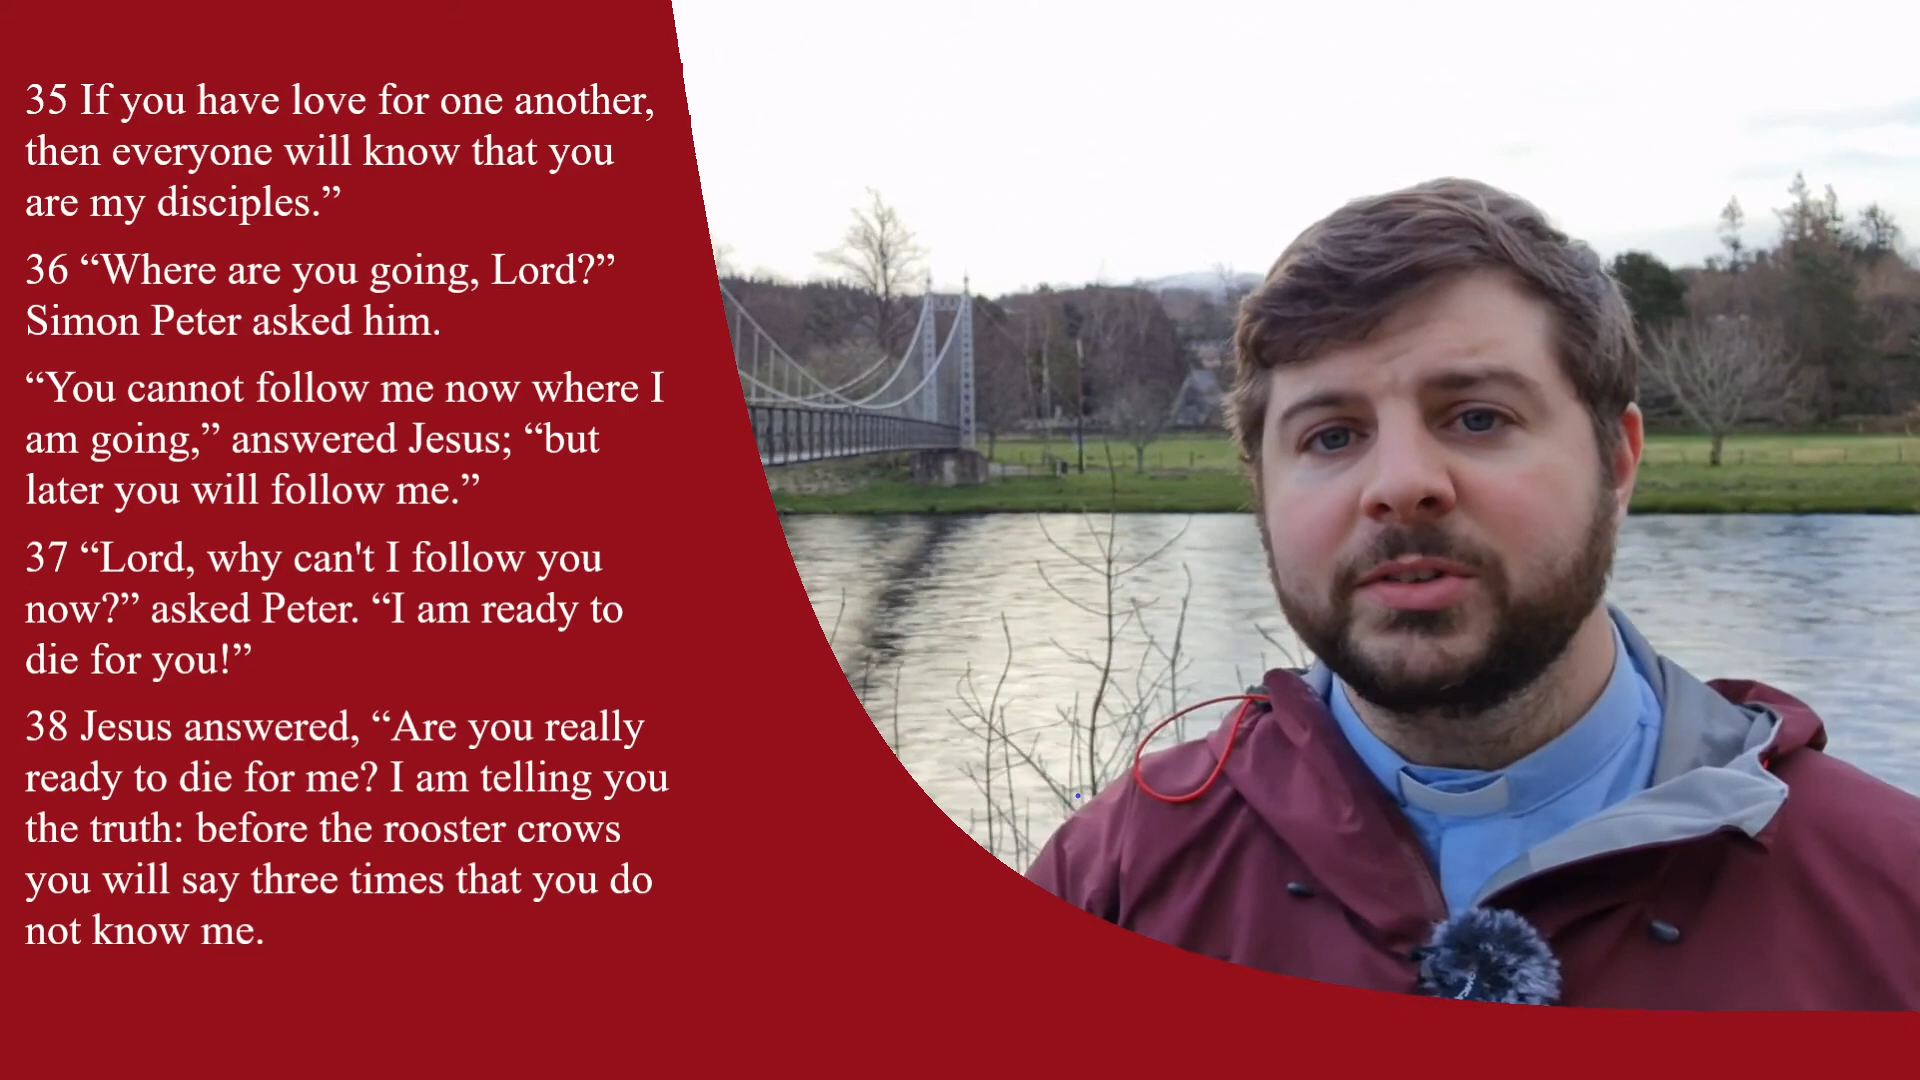 35 If you have love for one another,
then everyone will know that you
are my disciples.”
36 “Where are you going, Lord?”
Simon Peter asked him.
“You cannot follow me now where I
am going,” answered Jesus; “but
later you will follow me.”
37 “Lord, why can't I follow you
now?” asked Peter. “I am ready to
die for you!”
38 Jesus answered, “Are you really
ready to die for me? I am telling you
the truth: before the rooster crows
you will say three times that you do
not know me.